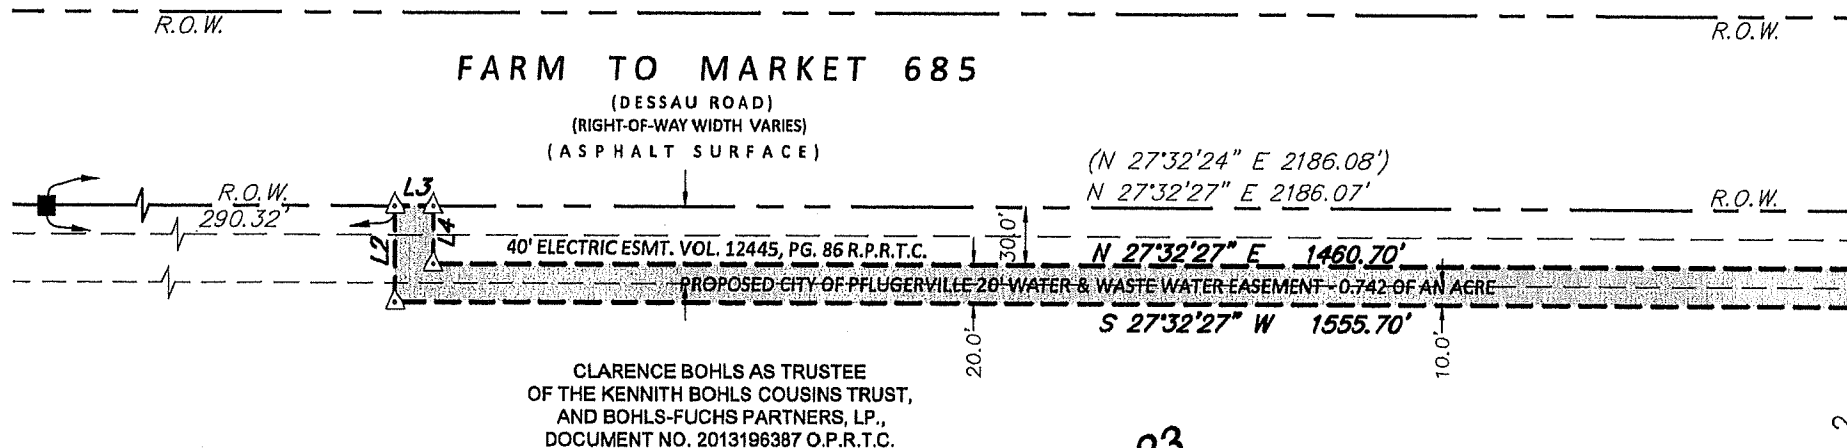 R.O.W.
R.O.W.
FARM TO MARKET 685
(DESSAU ROAD)
(RIGHT-OF-WAY WIDTH VARIES)
(ASPHALT SURFACE)
(N 27°32'24" E 2186.08')
N 27°32'27" E 2186.07'
R.O.W.
290.32'
L3
R.O.W.
L2
L4
40' ELECTRIC ESMT. VOL. 12445, PG. 86 R.P.R.T.C.
30.0'
N 27°32'27" E 1460.70'
PROPOSED CITY OF PFLUGERVILLE 20' WATER & WASTE WATER EASEMENT - 0.742 OF AN ACRE
S 27°32'27" W 1555.70'
20.0'
10.0'
CLARENCE BOHLS AS TRUSTEE
OF THE KENNITH BOHLS COUSINS TRUST,
AND BOHLS-FUCHS PARTNERS, LP.,
DOCUMENT NO. 2013196387 O.P.R.T.C.